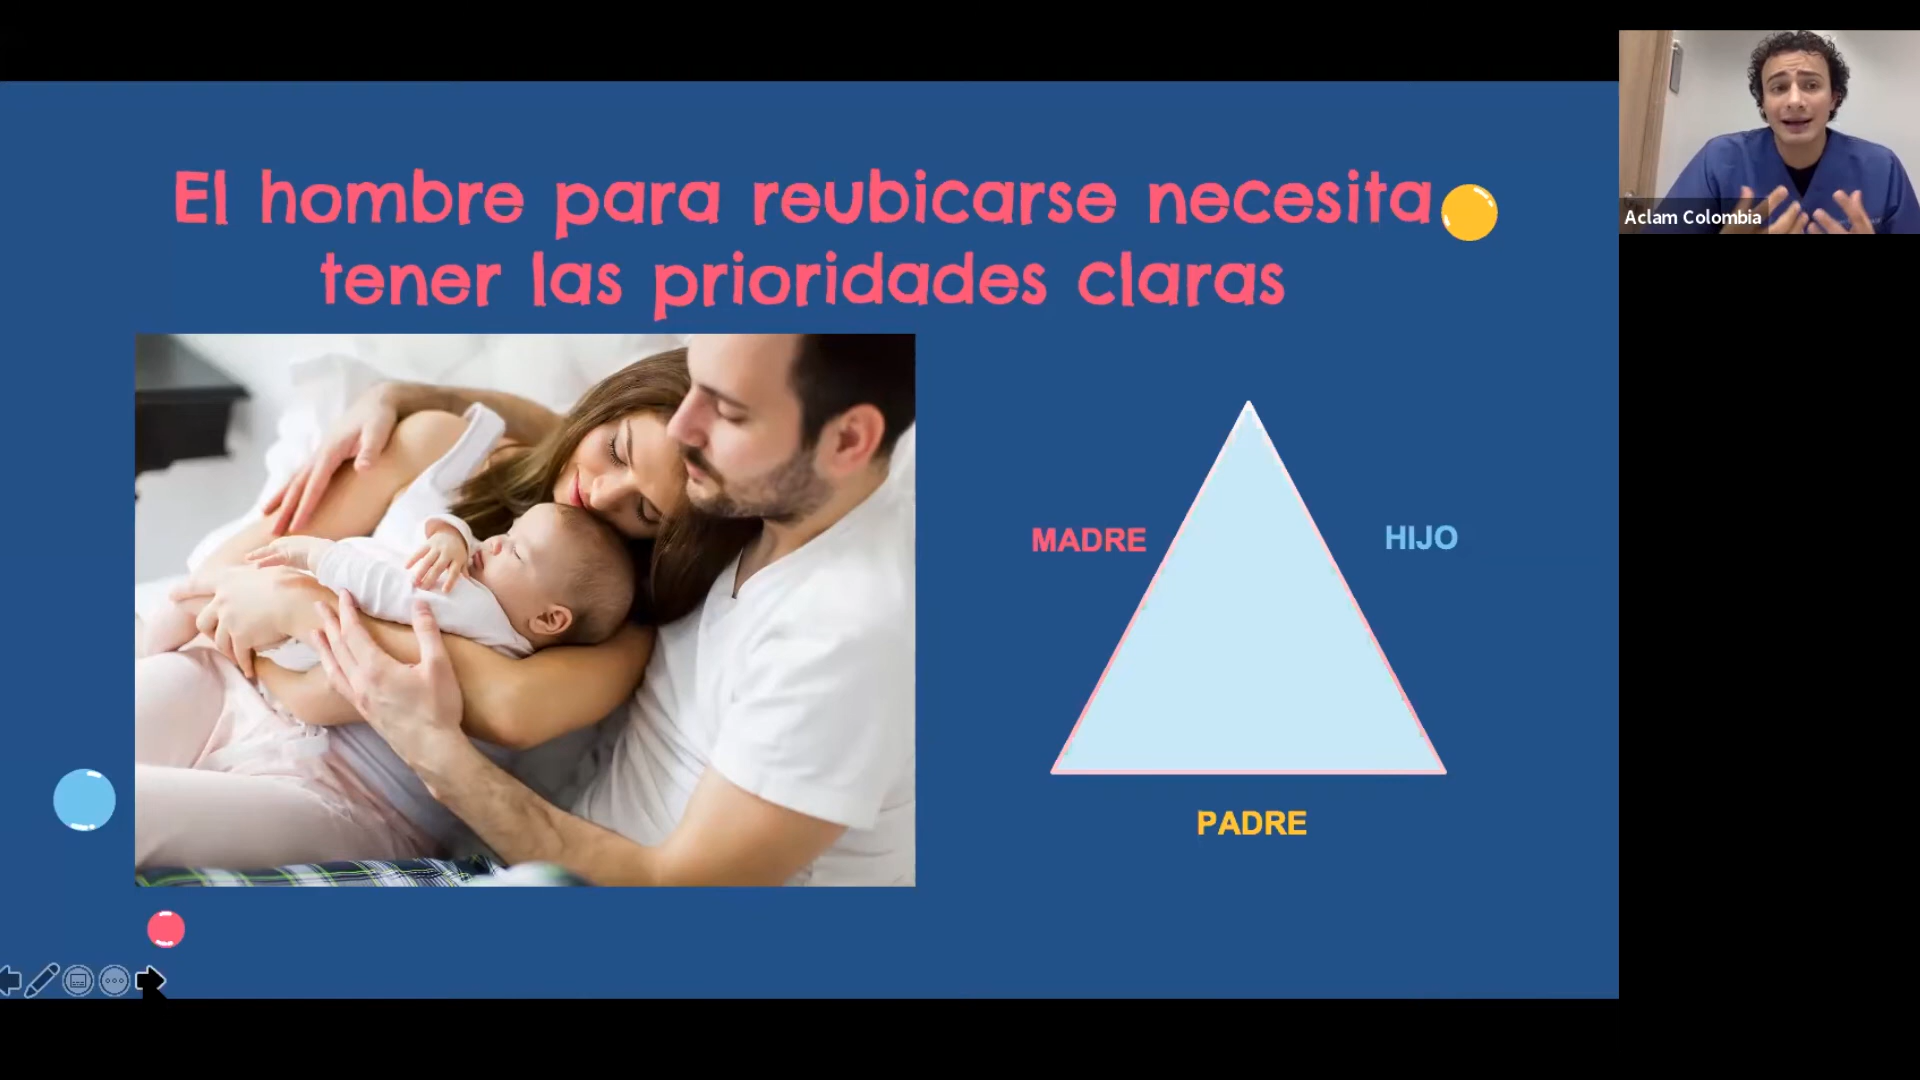 El hombre para reubicarse necesita
tener las prioridades claras
MADRE
HIJO
PADRE
Aclam Colombia